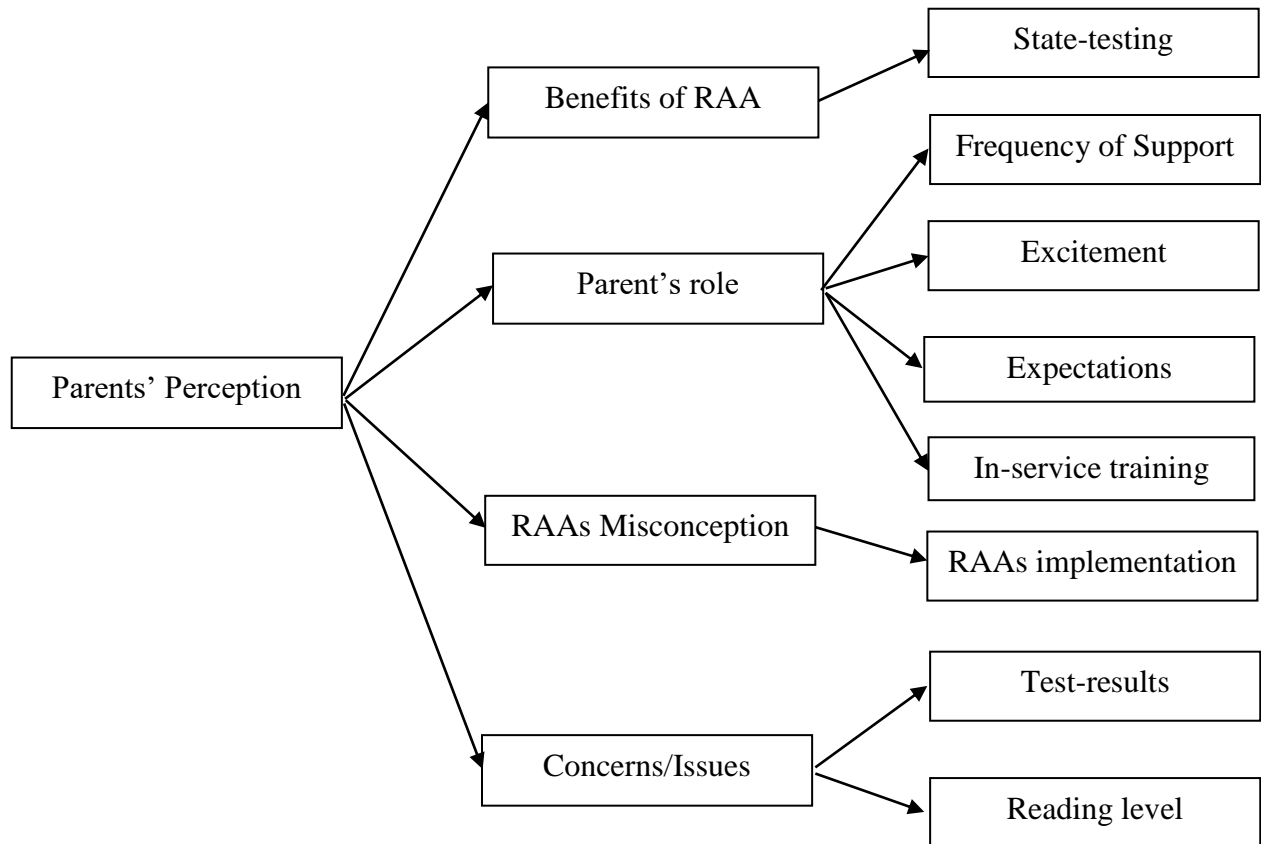 State-testing
Benefits of RAA
Frequency of Support
Excitement
Parent’s role
Expectations
Parents’ Perception
In-service training
RAAs Misconception
RAAs implementation
Test-results
Concerns/Issues
Reading level